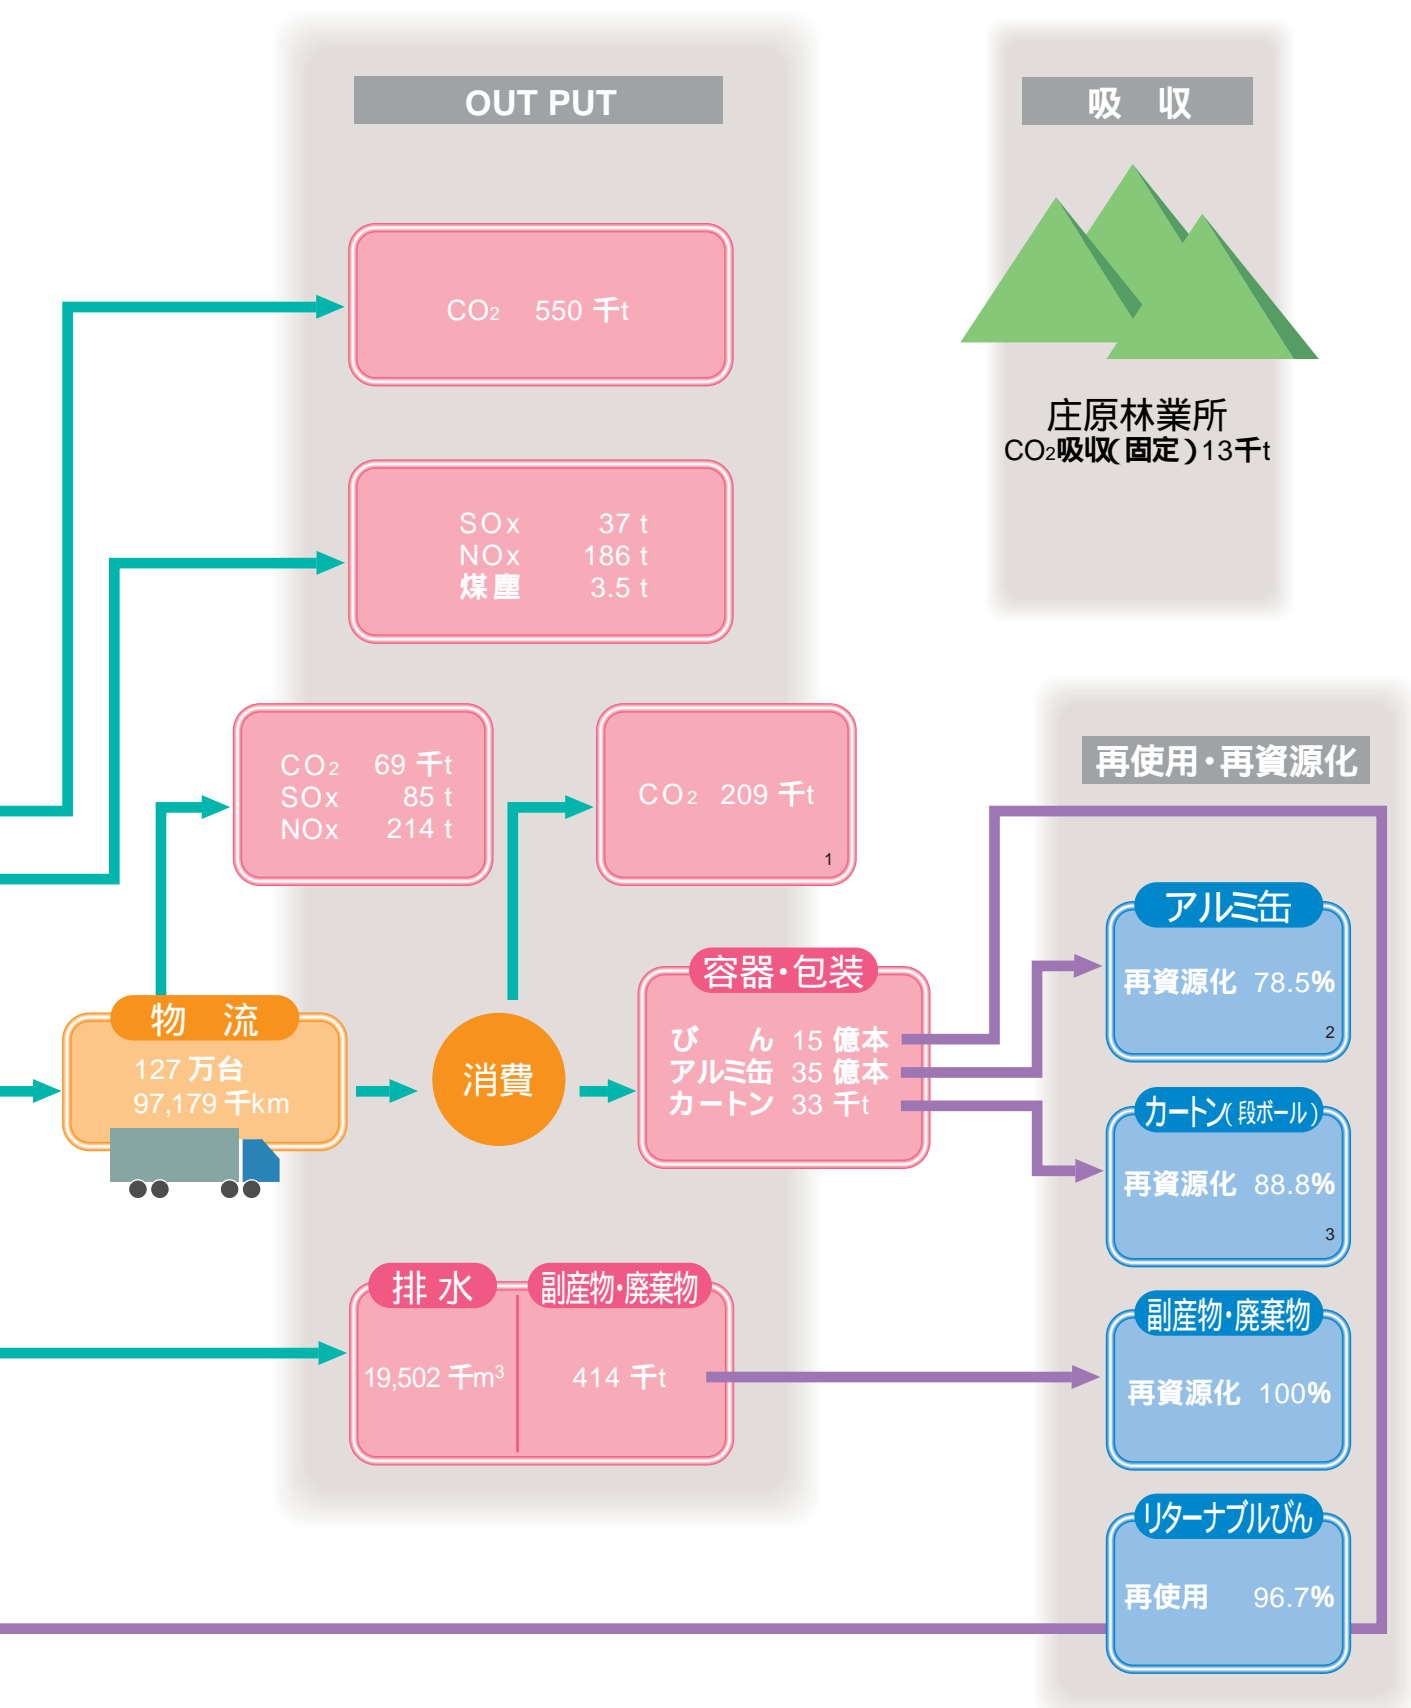 OUT PUT
吸　収
CO2 550 千t
庄原林業所
CO2吸収(固定)13千t
SOx 37 t
NOx 186 t
煤塵 3.5 t
CO2 69 千t
SOx 85 t
NOx 214 t
CO2 209 千t
1
再使用・再資源化
アルミ缶
再資源化 78.5%
2
容器・包装
びん 15 億本
アルミ缶 35 億本
カートン 33 千t
物　流
127 万台
97,179 千km
消費
カートン(段ボール)
再資源化 88.8%
3
排水
19,502 千m3
副産物・廃棄物
414 千t
副産物・廃棄物
再資源化 100%
リターナブルびん
再使用 96.7%